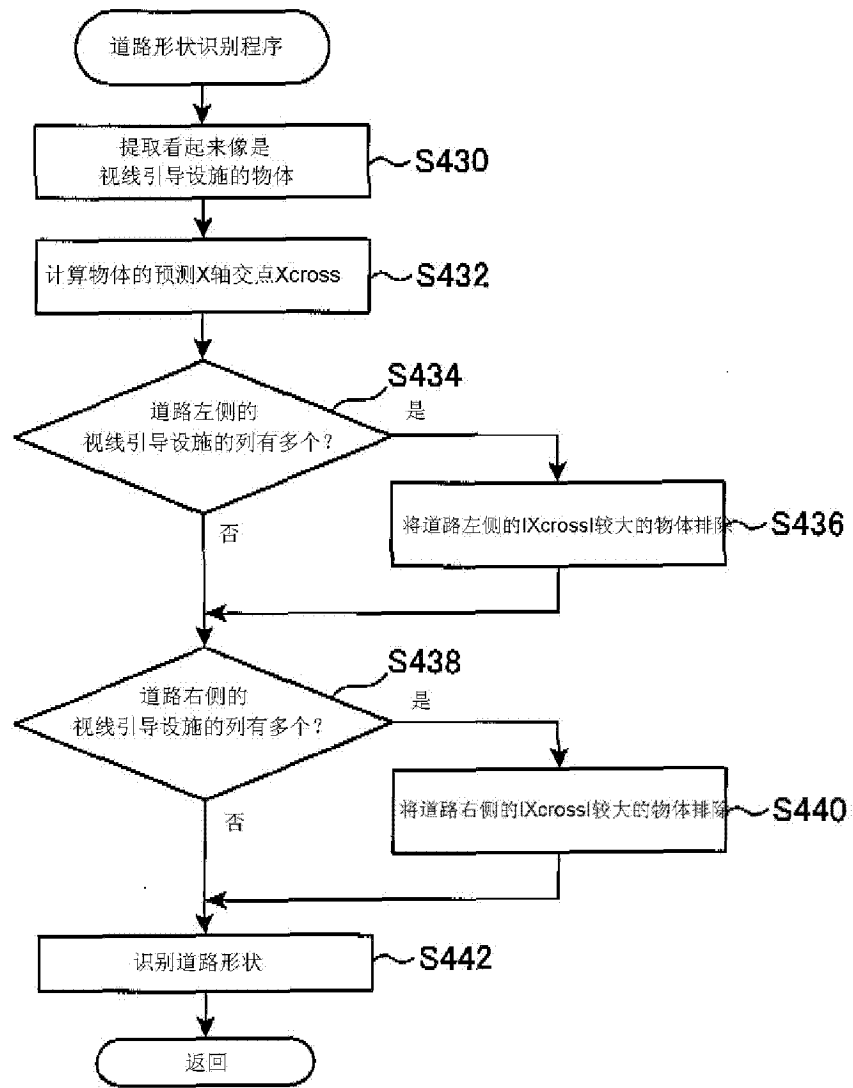 道路形状识别程序
提取看起来像是
视线引导设施的物体
S430
计算物体的预测X轴交点Xcross
S432
S434
道路左侧的
视线引导设施的列有多个?
是
否
将道路左侧的|Xcross|较大的物体排除
S436
S438
道路右侧的
视线引导设施的列有多个?
是
否
将道路右侧的|Xcross|较大的物体排除
S440
识别道路形状
S442
返回